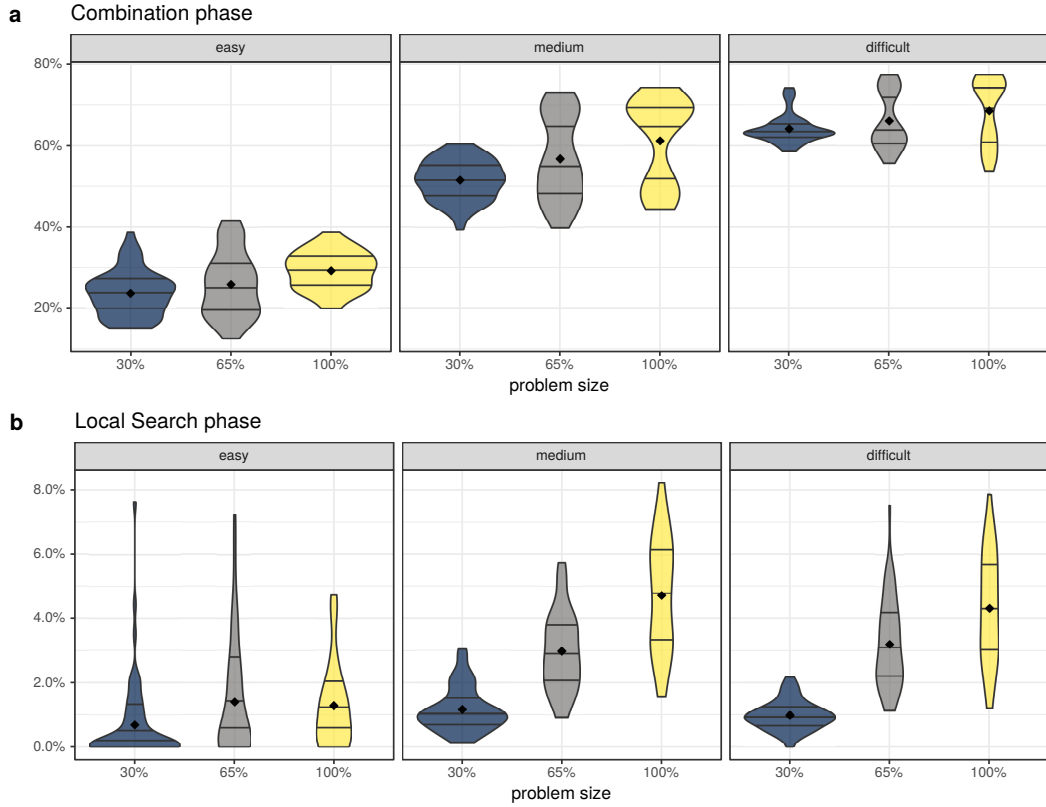 a Combination phase
easy medium difficult
80%
60%
40%
20%
30% 65% 100% 30% 65% 100% 30% 65% 100%
problem size
b Local Search phase
easy medium difficult
8.0%
6.0%
4.0%
2.0%
0.0%
30% 65% 100% 30% 65% 100% 30% 65% 100%
problem size